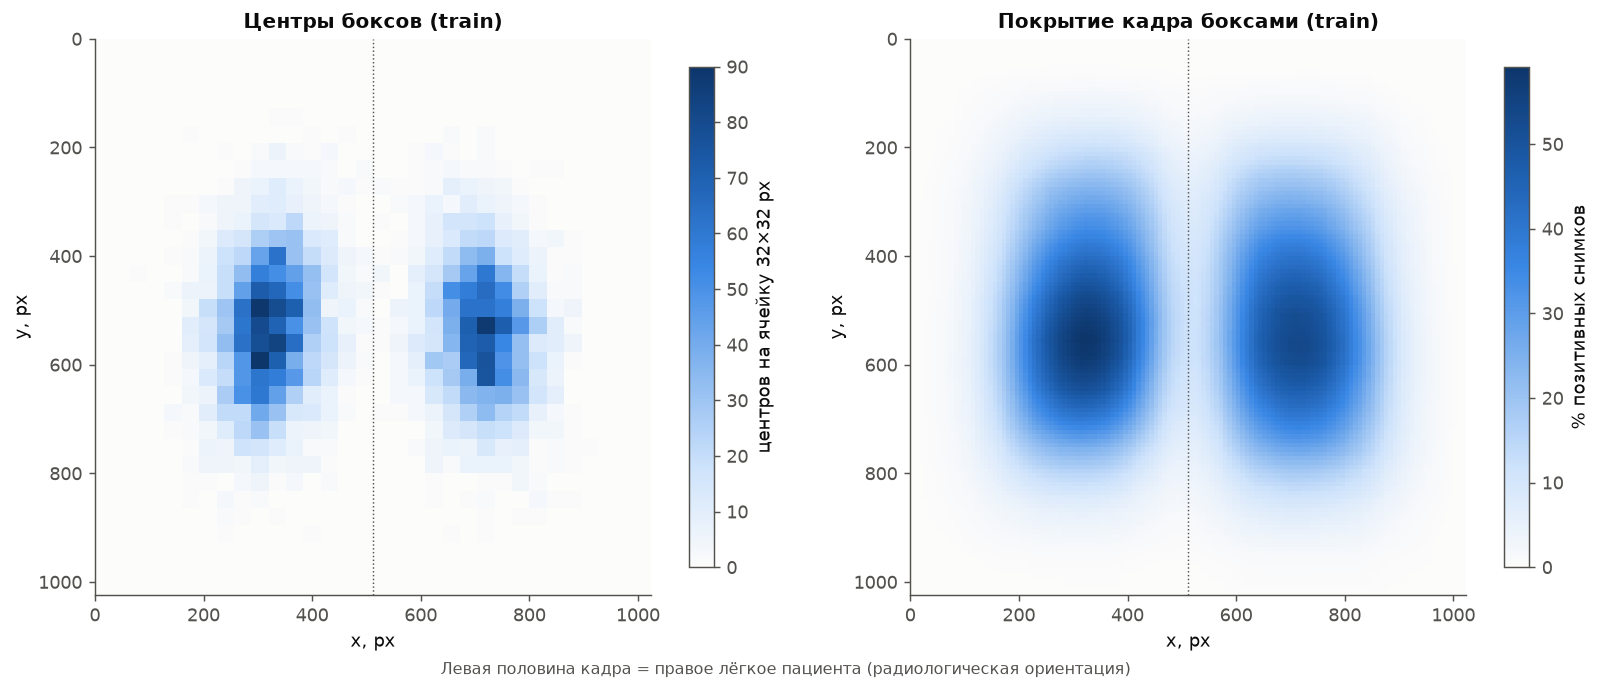 Центры боксов (train)
0
200
400
600
800
1000
y, px
0 200 400 600 800 1000
x, px
90
80
70
60
50
40
30
20
10
0
центров на ячейку 32×32 px
Покрытие кадра боксами (train)
0
200
400
600
800
1000
y, px
0 200 400 600 800 1000
x, px
50
40
30
20
10
0
% позитивных снимков
Левая половина кадра = правое лёгкое пациента (радиологическая ориентация)